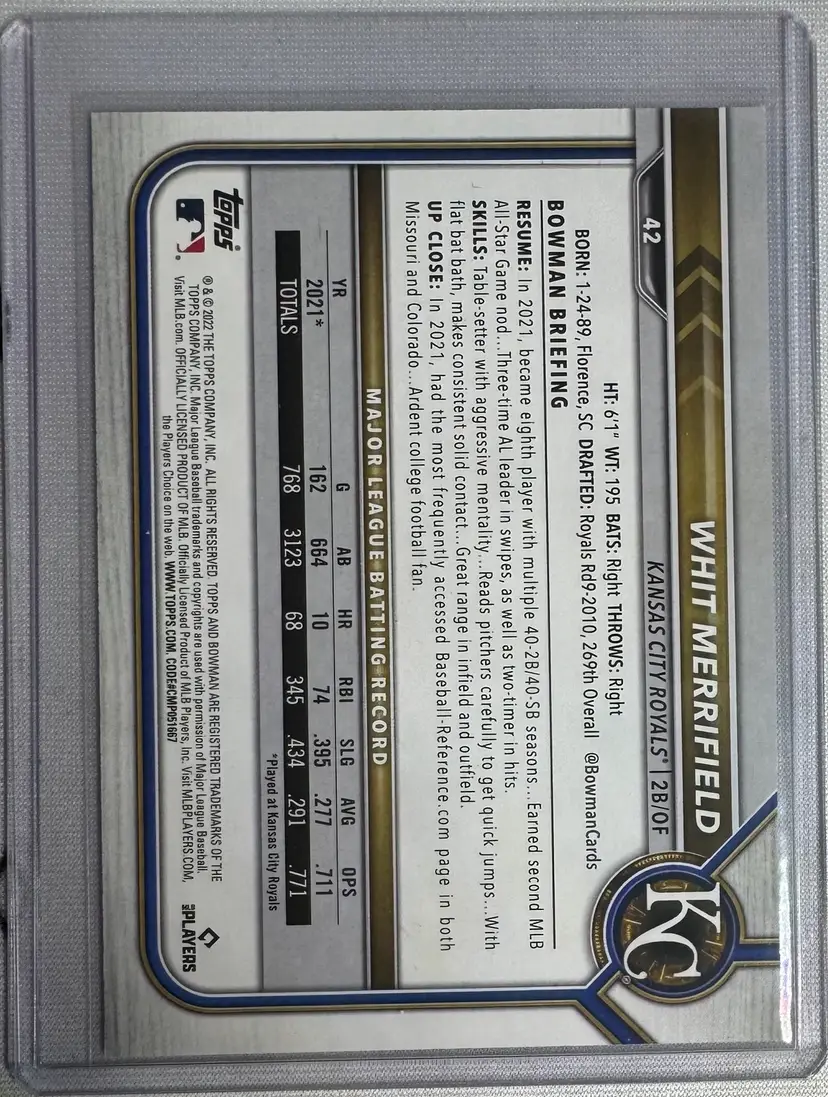 42
WHIT MERRIFIELD
KANSAS CITY ROYALS® | 2B/OF
KC
HT: 6'1" WT: 195 BATS: Right THROWS: Right
BORN: 1-24-89, Florence, SC DRAFTED: Royals Rd9-2010, 269th Overall @BowmanCards
BOWMAN BRIEFING
RESUME: In 2021, became eighth player with multiple 40-2B/40-SB seasons...Earned second MLB
All-Star Game nod...Three-time AL leader in swipes, as well as two-timer in hits.
SKILLS: Table-setter with aggressive mentality...Reads pitchers carefully to get quick jumps...With
flat bat bath, makes consistent solid contact...Great range in infield and outfield.
UP CLOSE: In 2021, had the most frequently accessed Baseball-Reference.com page in both
Missouri and Colorado...Ardent college football fan.
MAJOR LEAGUE BATTING RECORD
YR G AB HR RBI SLG AVG OPS
2021* 162 664 10 74 .395 .277 .711
TOTALS 768 3123 68 345 .434 .291 .771
*Played at Kansas City Royals
topps
® & © 2022 THE TOPPS COMPANY, INC. ALL RIGHTS RESERVED. TOPPS AND BOWMAN ARE REGISTERED TRADEMARKS OF THE
TOPPS COMPANY, INC. Major League Baseball trademarks and copyrights are used with permission of Major League Baseball.
Visit MLB.com. OFFICIALLY LICENSED PRODUCT OF MLB. Officially Licensed Product of MLB Players, Inc. Visit MLBPLAYERS.COM,
the Players Choice on the web. WWW.TOPPS.COM. CODE#CMP051667
MLB PLAYERS